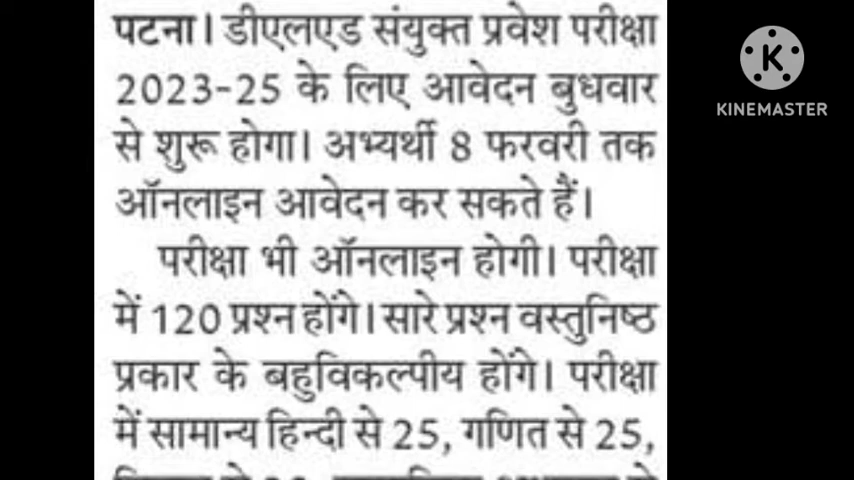 पटना। डीएलएड संयुक्त प्रवेश परीक्षा
2023-25 के लिए आवेदन बुधवार
से शुरू होगा। अभ्यर्थी 8 फरवरी तक
ऑनलाइन आवेदन कर सकते हैं।
परीक्षा भी ऑनलाइन होगी। परीक्षा
में 120 प्रश्न होंगे। सारे प्रश्न वस्तुनिष्ठ
प्रकार के बहुविकल्पीय होंगे। परीक्षा
में सामान्य हिन्दी से 25, गणित से 25,
K
KINEMASTER